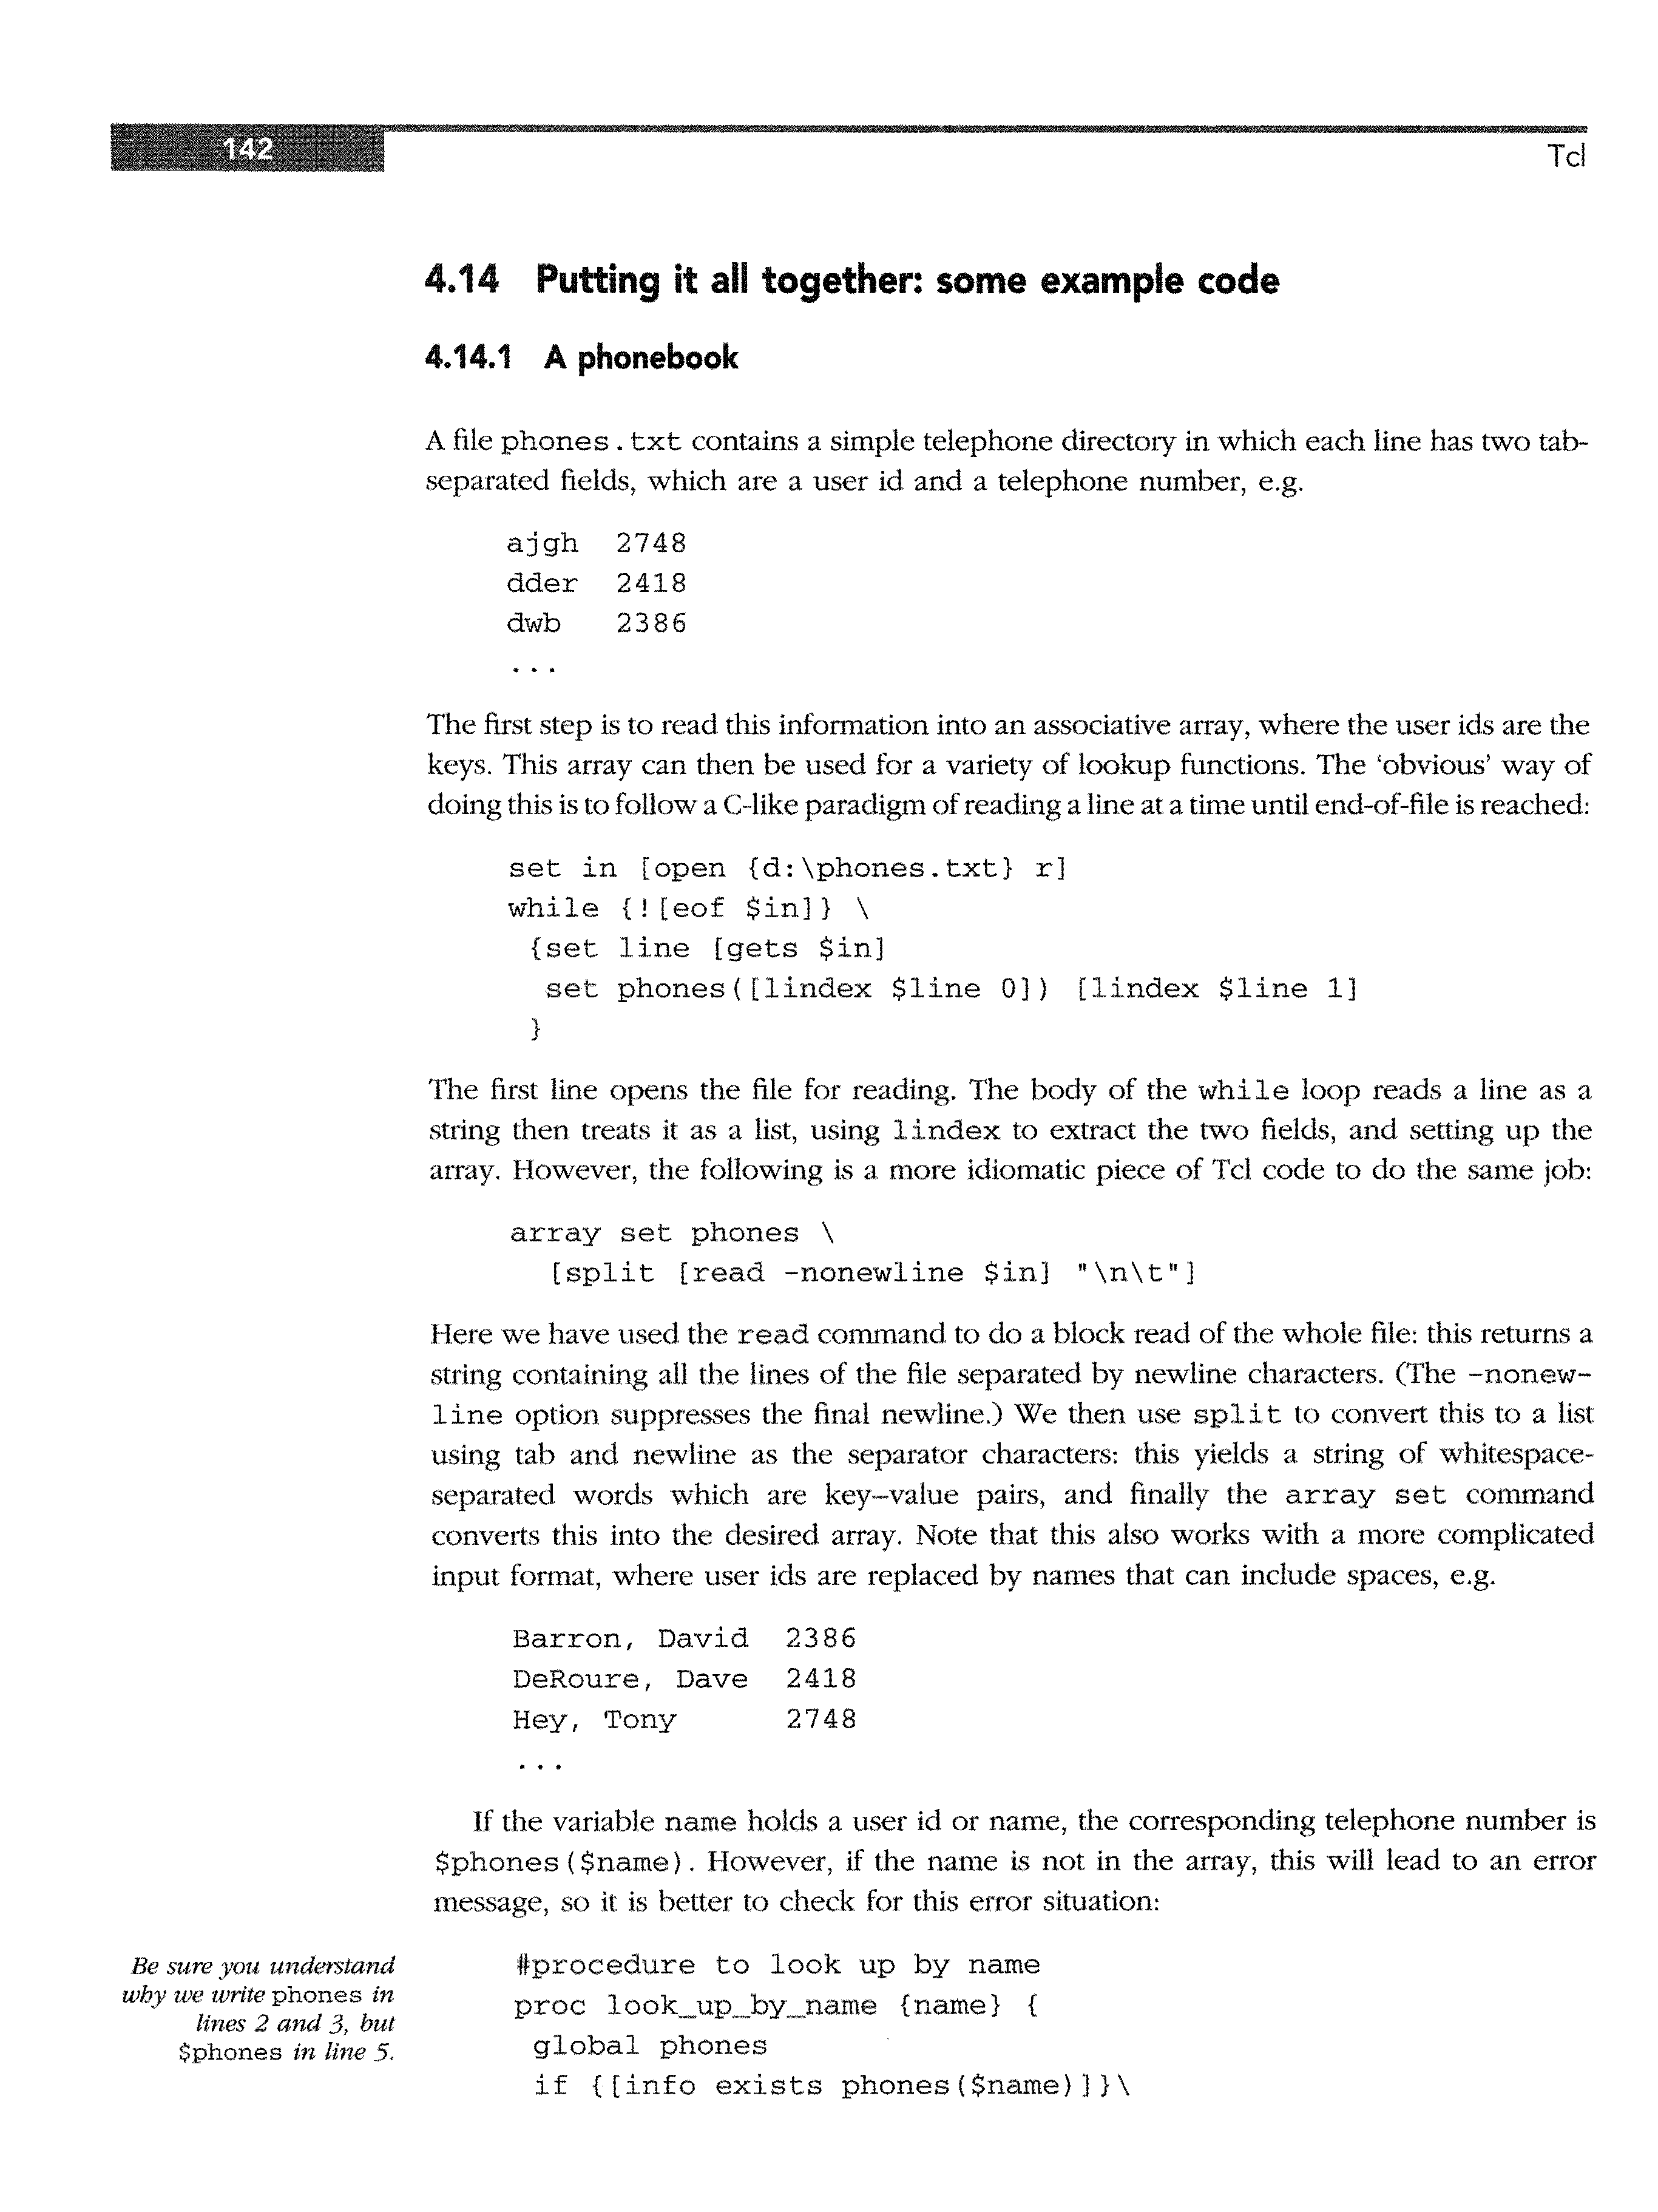 142
Tcl
4.14 Putting it all together: some example code
4.14.1 A phonebook
A file phones.txt contains a simple telephone directory in which each line has two tab-
separated fields, which are a user id and a telephone number, e.g.
ajgh 2748
dder 2418
dwb 2386
...
The first step is to read this information into an associative array, where the user ids are the
keys. This array can then be used for a variety of lookup functions. The ‘obvious’ way of
doing this is to follow a C-like paradigm of reading a line at a time until end-of-file is reached:
set in [open {d:\phones.txt} r]
while {![eof $in]} \
{set line [gets $in]
set phones([lindex $line 0]) [lindex $line 1]
}
The first line opens the file for reading. The body of the while loop reads a line as a
string then treats it as a list, using lindex to extract the two fields, and setting up the
array. However, the following is a more idiomatic piece of Tcl code to do the same job:
array set phones \
[split [read -nonewline $in] "\n\t"]
Here we have used the read command to do a block read of the whole file: this returns a
string containing all the lines of the file separated by newline characters. (The -nonew-
line option suppresses the final newline.) We then use split to convert this to a list
using tab and newline as the separator characters: this yields a string of whitespace-
separated words which are key–value pairs, and finally the array set command
converts this into the desired array. Note that this also works with a more complicated
input format, where user ids are replaced by names that can include spaces, e.g.
Barron, David 2386
DeRoure, Dave 2418
Hey, Tony 2748
...
If the variable name holds a user id or name, the corresponding telephone number is
$phones($name). However, if the name is not in the array, this will lead to an error
message, so it is better to check for this error situation:
Be sure you understand
why we write phones in
lines 2 and 3, but
$phones in line 5.
#procedure to look up by name
proc look_up_by_name {name} {
global phones
if {[info exists phones($name)]}\